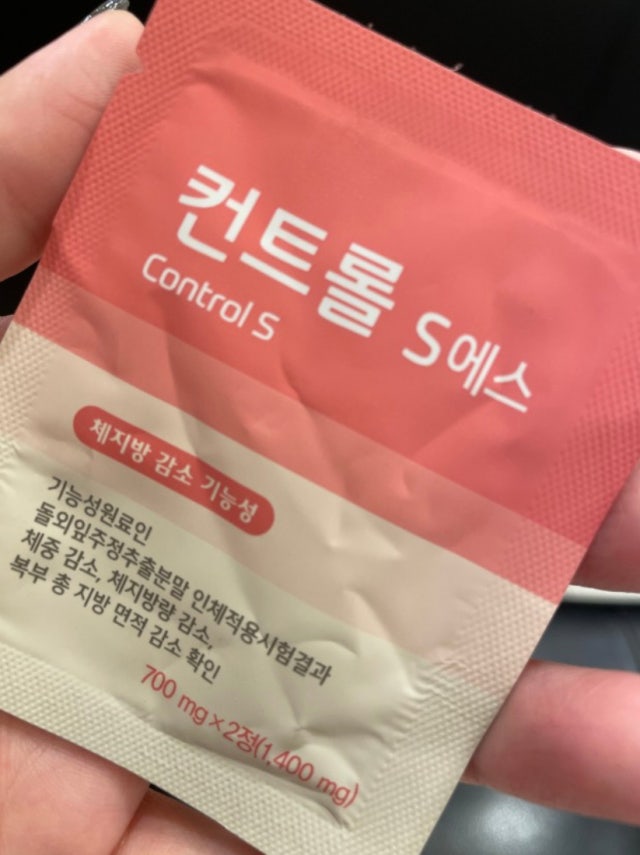 컨트롤 S에스
Control S
체지방 감소 기능성
기능성원료인
돌외잎주정추출분말 인체적용시험결과
체중 감소, 체지방량 감소,
복부 총 지방 면적 감소 확인
700 mg×2정(1,400 mg)